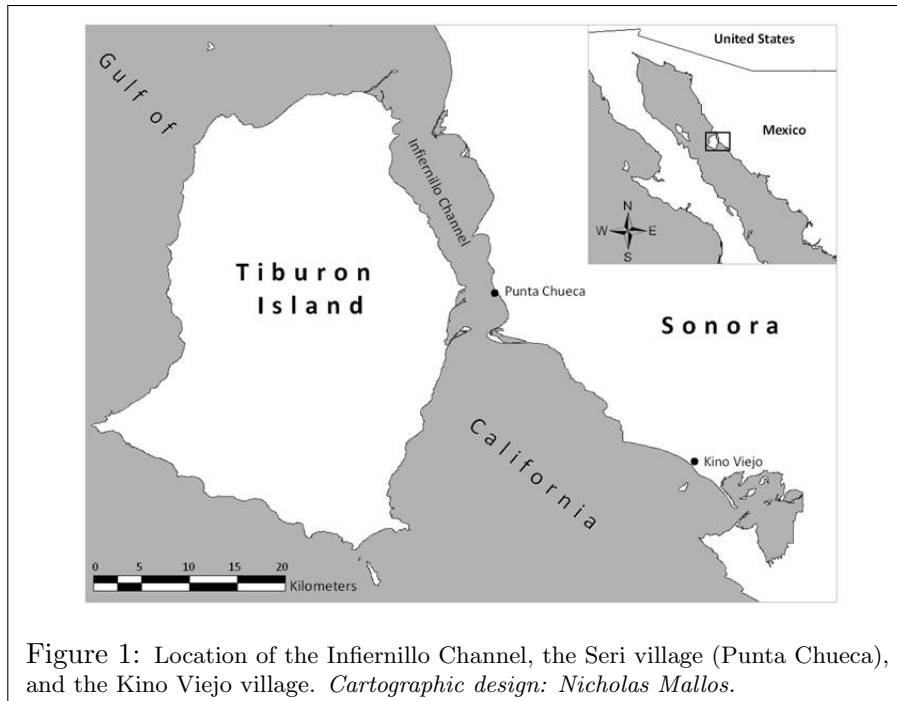 Gulf of
United States
Mexico
N
W E
S
Infiernillo Channel
Tiburon
Island
Punta Chueca
Sonora
California
Kino Viejo
0 5 10 15 20
Kilometers
Figure 1: Location of the Infiernillo Channel, the Seri village (Punta Chueca),
and the Kino Viejo village. Cartographic design: Nicholas Mallos.